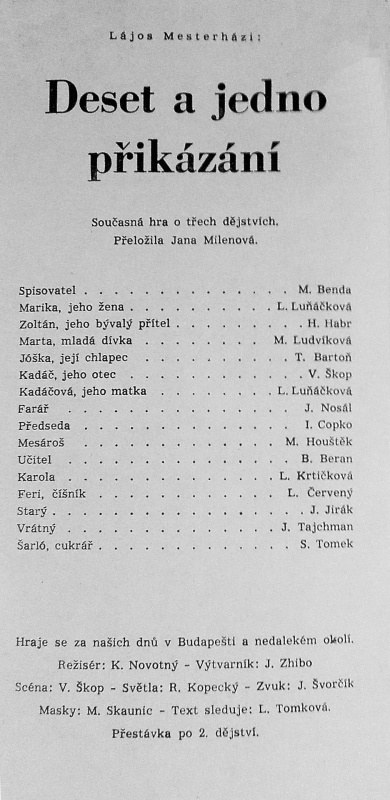 Lájos Mesterházi:
Deset a jedno
přikázání
Současná hra o třech dějstvích.
Přeložila Jana Milenová.
Spisovatel . . . . . . . . . . . . . M. Benda
Marika, jeho žena . . . . . . . . . . L. Luňáčková
Zoltán, jeho bývalý přítel . . . . . . . . H. Habr
Marta, mladá dívka . . . . . . . . . M. Ludvíková
Jóška, její chlapec . . . . . . . . . . T. Bartoň
Kadáč, jeho otec . . . . . . . . . . . V. Škop
Kadáčová, jeho matka . . . . . . . . L. Luňáčková
Farář . . . . . . . . . . . . . . J. Nosál
Předseda . . . . . . . . . . . . . I. Copko
Mesároš . . . . . . . . . . . . M. Houštěk
Učitel . . . . . . . . . . . . . B. Beran
Karola . . . . . . . . . . . . L. Krtičková
Feri, číšník . . . . . . . . . . . L. Červený
Starý . . . . . . . . . . . . . . J. Jirák
Vrátný . . . . . . . . . . . . J. Tajchman
Šarló, cukrář . . . . . . . . . . . S. Tomek
Hraje se za našich dnů v Budapešti a nedalekém okolí.
Režisér: K. Novotný - Výtvarník: J. Zhibo
Scéna: V. Škop - Světla: R, Kopecký - Zvuk: J. Švorčík
Masky: M. Skaunic - Text sleduje: L. Tomková.
Přestávka po 2. dějství.